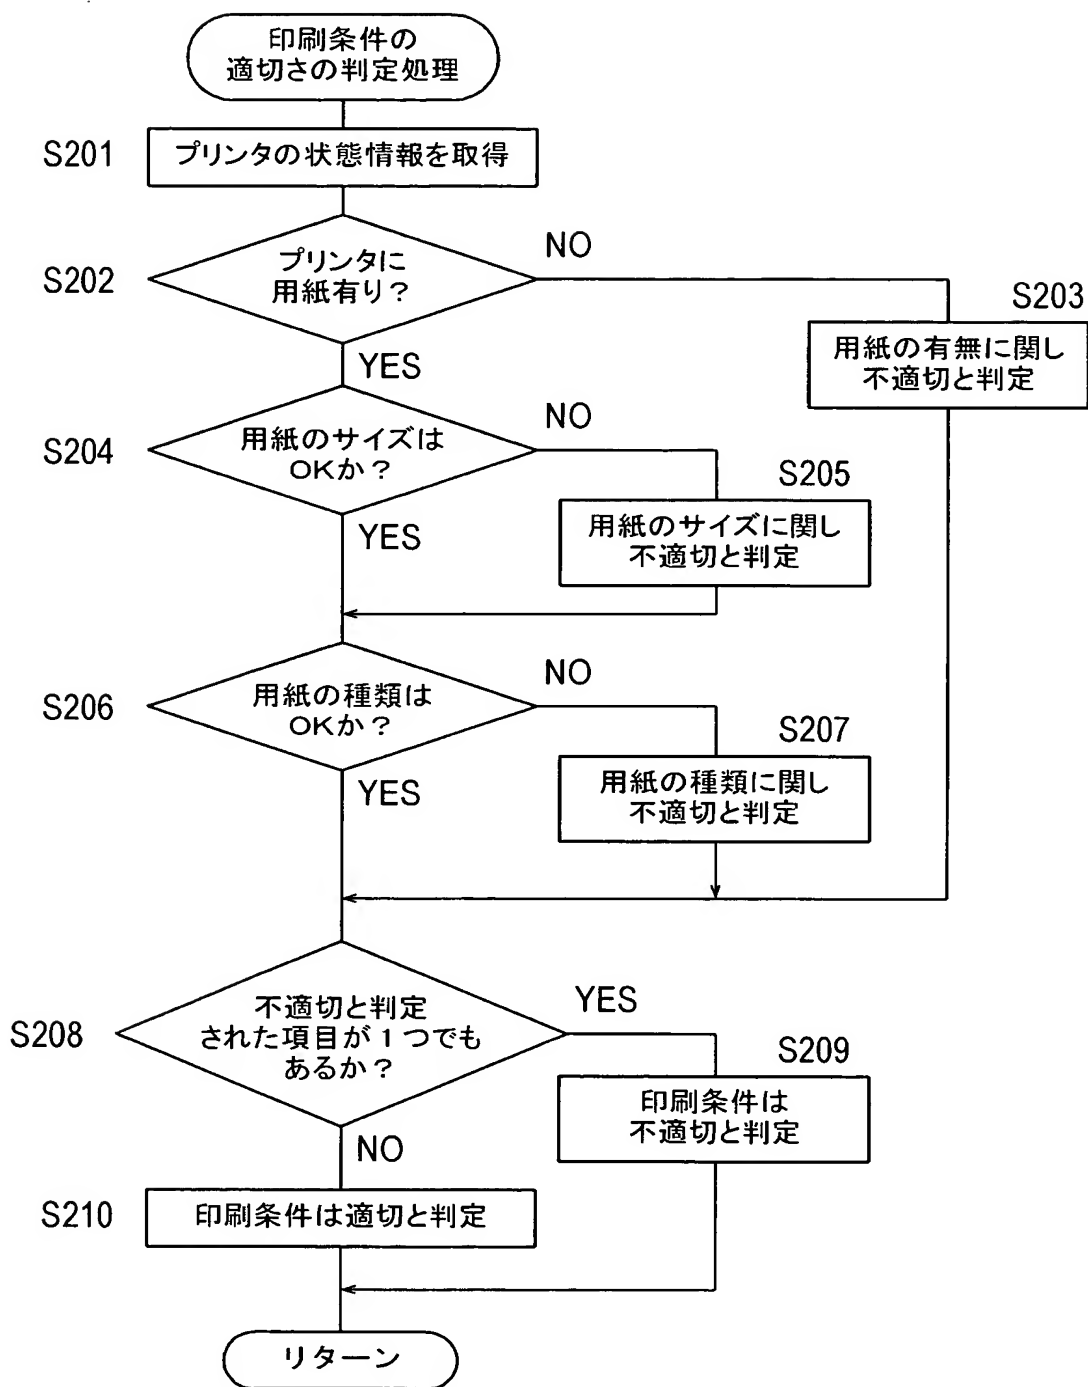 印刷条件の
適切さの判定処理
S201
プリンタの状態情報を取得
S202
プリンタに
用紙有り？
NO
YES
S203
用紙の有無に関し
不適切と判定
S204
用紙のサイズは
OKか？
NO
YES
S205
用紙のサイズに関し
不適切と判定
S206
用紙の種類は
OKか？
NO
YES
S207
用紙の種類に関し
不適切と判定
S208
不適切と判定
された項目が１つでも
あるか？
YES
NO
S209
印刷条件は
不適切と判定
S210
印刷条件は適切と判定
リターン